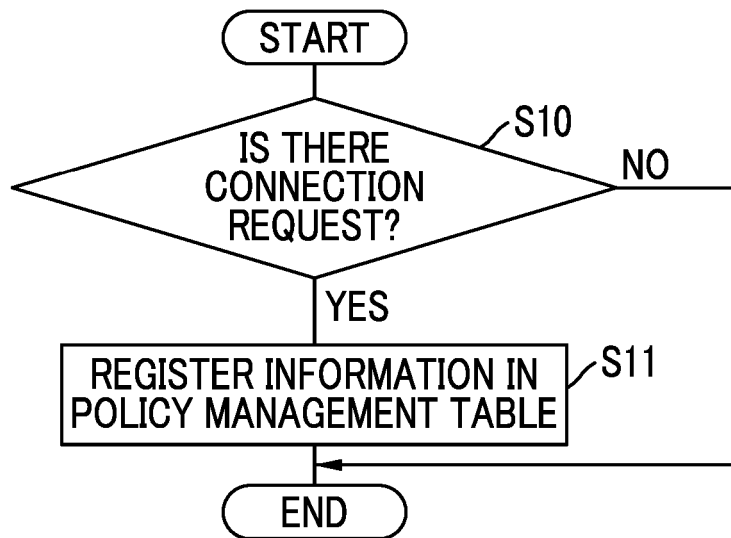 START
S10
IS THERE
CONNECTION
REQUEST?
NO
YES
REGISTER INFORMATION IN
POLICY MANAGEMENT TABLE
S11
END